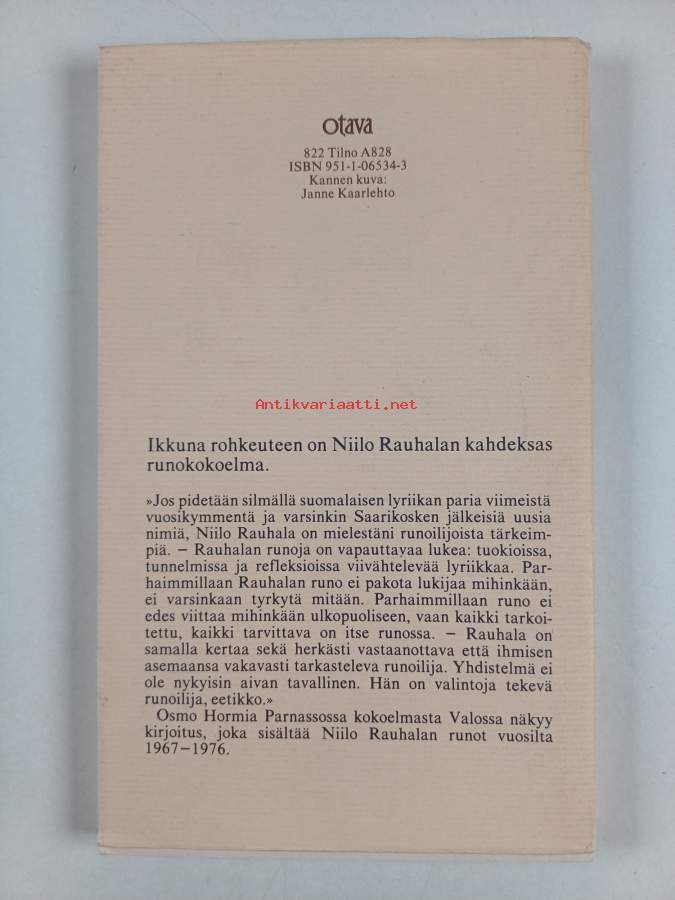 otava
822 Tilno A828
ISBN 951-1-06534-3
Kannen kuva:
Janne Kaarlehto
Antikvariaatti.net
Ikkuna rohkeuteen on Niilo Rauhalan kahdeksas
runokokoelma.
»Jos pidetään silmällä suomalaisen lyriikan paria viimeistä
vuosikymmentä ja varsinkin Saarikosken jälkeisiä uusia
nimiä, Niilo Rauhala on mielestäni runoilijoista tärkeim-
piä. – Rauhalan runoja on vapauttavaa lukea: tuokioissa,
tunnelmissa ja refleksioissa viivähtelevää lyriikkaa. Par-
haimmillaan Rauhalan runo ei pakota lukijaa mihinkään,
ei varsinkaan tyrkytä mitään. Parhaimmillaan runo ei
edes viittaa mihinkään ulkopuoliseen, vaan kaikki tarkoi-
tettu, kaikki tarvittava on itse runossa. – Rauhala on
samalla kertaa sekä herkästi vastaanottava että ihmisen
asemaansa vakavasti tarkasteleva runoilija. Yhdistelmä ei
ole nykyisin aivan tavallinen. Hän on valintoja tekevä
runoilija, eetikko.»
Osmo Hormia Parnassossa kokoelmasta Valossa näkyy
kirjoitus, joka sisältää Niilo Rauhalan runot vuosilta
1967–1976.